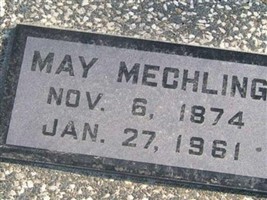 MAY MECHLING
NOV. 6, 1874
JAN. 27, 1961